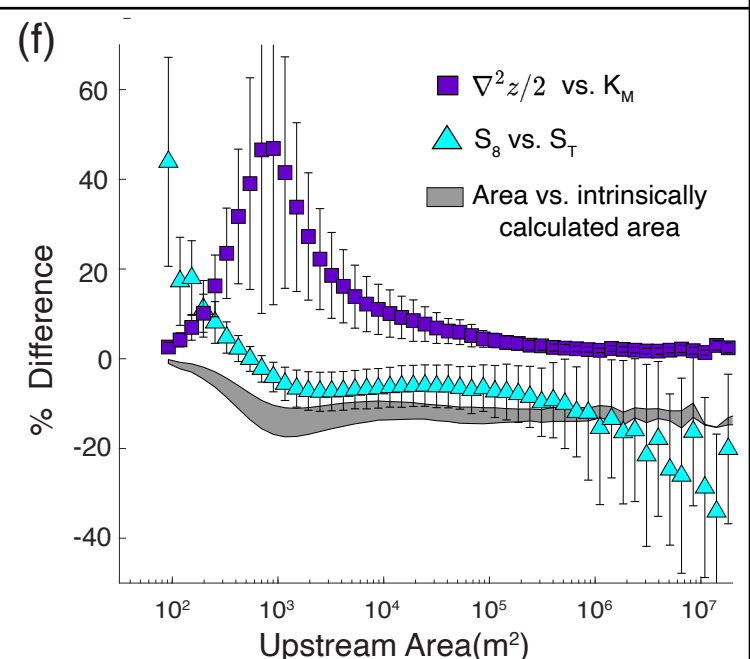 (f)
∇²z/2 vs. K_M
S_8 vs. S_T
Area vs. intrinsically
calculated area
% Difference
60
40
20
0
-20
-40
10² 10³ 10⁴ 10⁵ 10⁶ 10⁷
Upstream Area(m²)